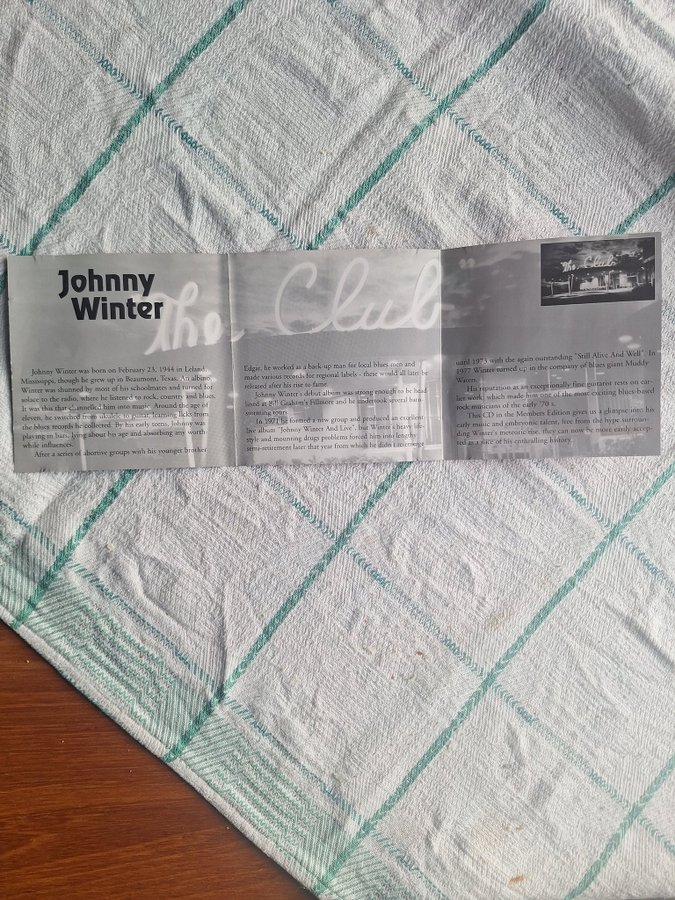 Johnny
Winter
The Club
The Club
Johnny Winter was born on February 23, 1944 in Leland,
Mississippi, though he grew up in Beaumont, Texas. An albino
Winter was shunned by most of his schoolmates and turned for
solace to the radio, where he listened to rock, country and blues.
It was this that channelled him into music. Around the age of
eleven, he switched from to guitar, learning licks from
the blues records he collected. By his early teens, Johnny was
playing in bars, lying about his age and absorbing any worth-
while influences.
After a series of abortive groups with his younger brother
Edgar, he worked as a back-up man for local blues men and
made various records for regional labels - these would all later be
released after his rise to fame.
Johnny Winter's debut album was strong enough to be head
lined at Bill Graham's Fillmore and he undertook several barn-
storming tours.
In 1971 he formed a new group and produced an excellent
live album "Johnny Winter And Live", but Winter's heavy life-
style and mounting drugs problems forced him into lengthy
semi-retirement later that year from which he didn't re-emerge
until 1973 with the again outstanding "Still Alive And Well". In
1977 Winter turned up in the company of blues giant Muddy
Waters.
His reputation as an exceptionally fine guitarist rests on ear-
lier work which made him one of the most exciting blues-based
rock musicians of the early '70's.
This CD in the Members Edition gives us a glimpse into his
early music and embryonic talent, free from the hype surroun-
ding Winter's meteoric rise, they can now be more easily accep-
ted as a slice of his enthralling history.